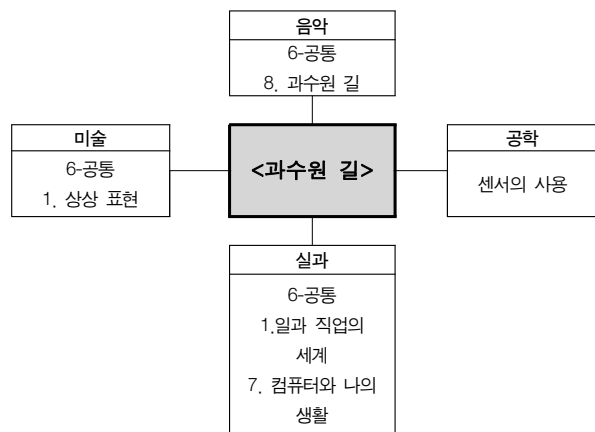 음악
6-공통
8. 과수원 길
미술
6-공통
1. 상상 표현
<과수원 길>
공학
센서의 사용
실과
6-공통
1.일과 직업의
세계
7. 컴퓨터와 나의
생활